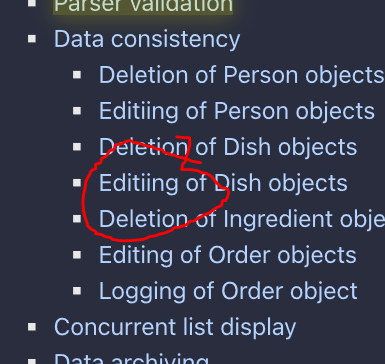 Parser validation
Data consistency
Deletion of Person objects
Editiing of Person objects
Deletion of Dish objects
Editiing of Dish objects
Deletion of Ingredient obje
Editing of Order objects
Logging of Order object
Concurrent list display
Data archiving